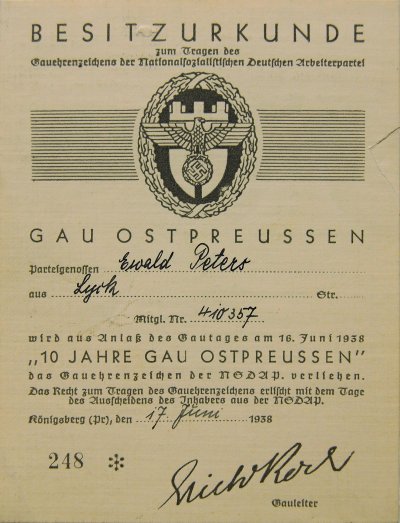 BESITZURKUNDE
zum Tragen des
Gauehrenzeichens der Nationalsozialistischen Deutschen Arbeiterpartei
GAU OSTPREUSSEN
Parteigenossen Ewald Peters
aus Lyck Str.
Mitgl. Nr. 410357
wird aus Anlaß des Gautages am 16. Juni 1938
„10 JAHRE GAU OSTPREUSSEN"
das Gauehrenzeichen der NSDAP. verliehen.
Das Recht zum Tragen des Gauehrenzeichens erlischt mit dem Tage
des Ausscheidens des Inhabers aus der NSDAP.
Königsberg (Pr), den 17. Juni 1938
248 ✻
Erich Koch
Gauleiter